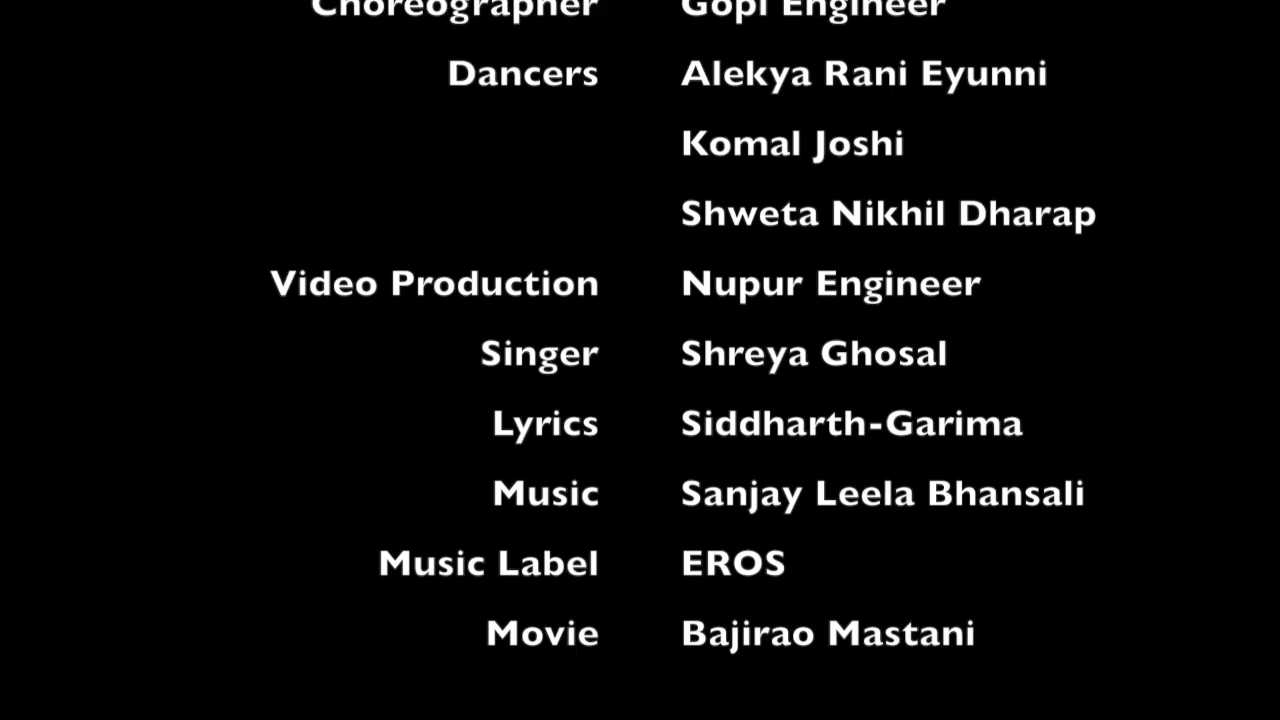 Choreographer Gopi Engineer
Dancers Alekya Rani Eyunni
Komal Joshi
Shweta Nikhil Dharap
Video Production Nupur Engineer
Singer Shreya Ghosal
Lyrics Siddharth-Garima
Music Sanjay Leela Bhansali
Music Label EROS
Movie Bajirao Mastani